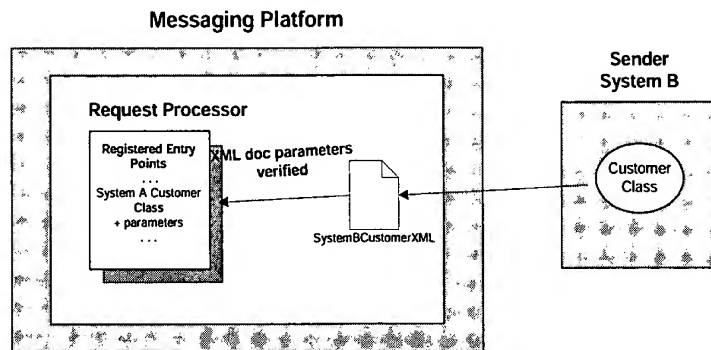 Messaging Platform
Sender
System B
Request Processor
Registered Entry
Points
. . .
System A Customer
Class
+ parameters
. . .
XML doc parameters
verified
SystemBCustomerXML
Customer
Class